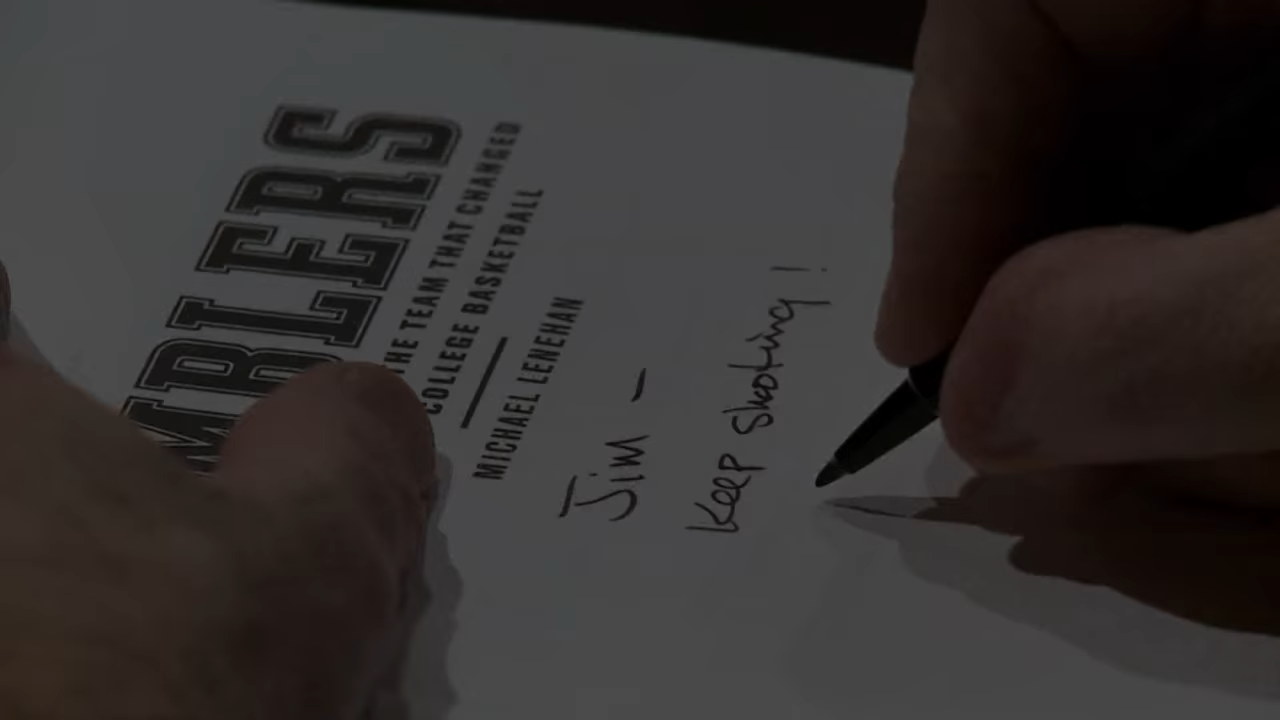 MBLERS
THE TEAM THAT CHANGED
COLLEGE BASKETBALL
MICHAEL LENEHAN
Jim -
Keep shooting!